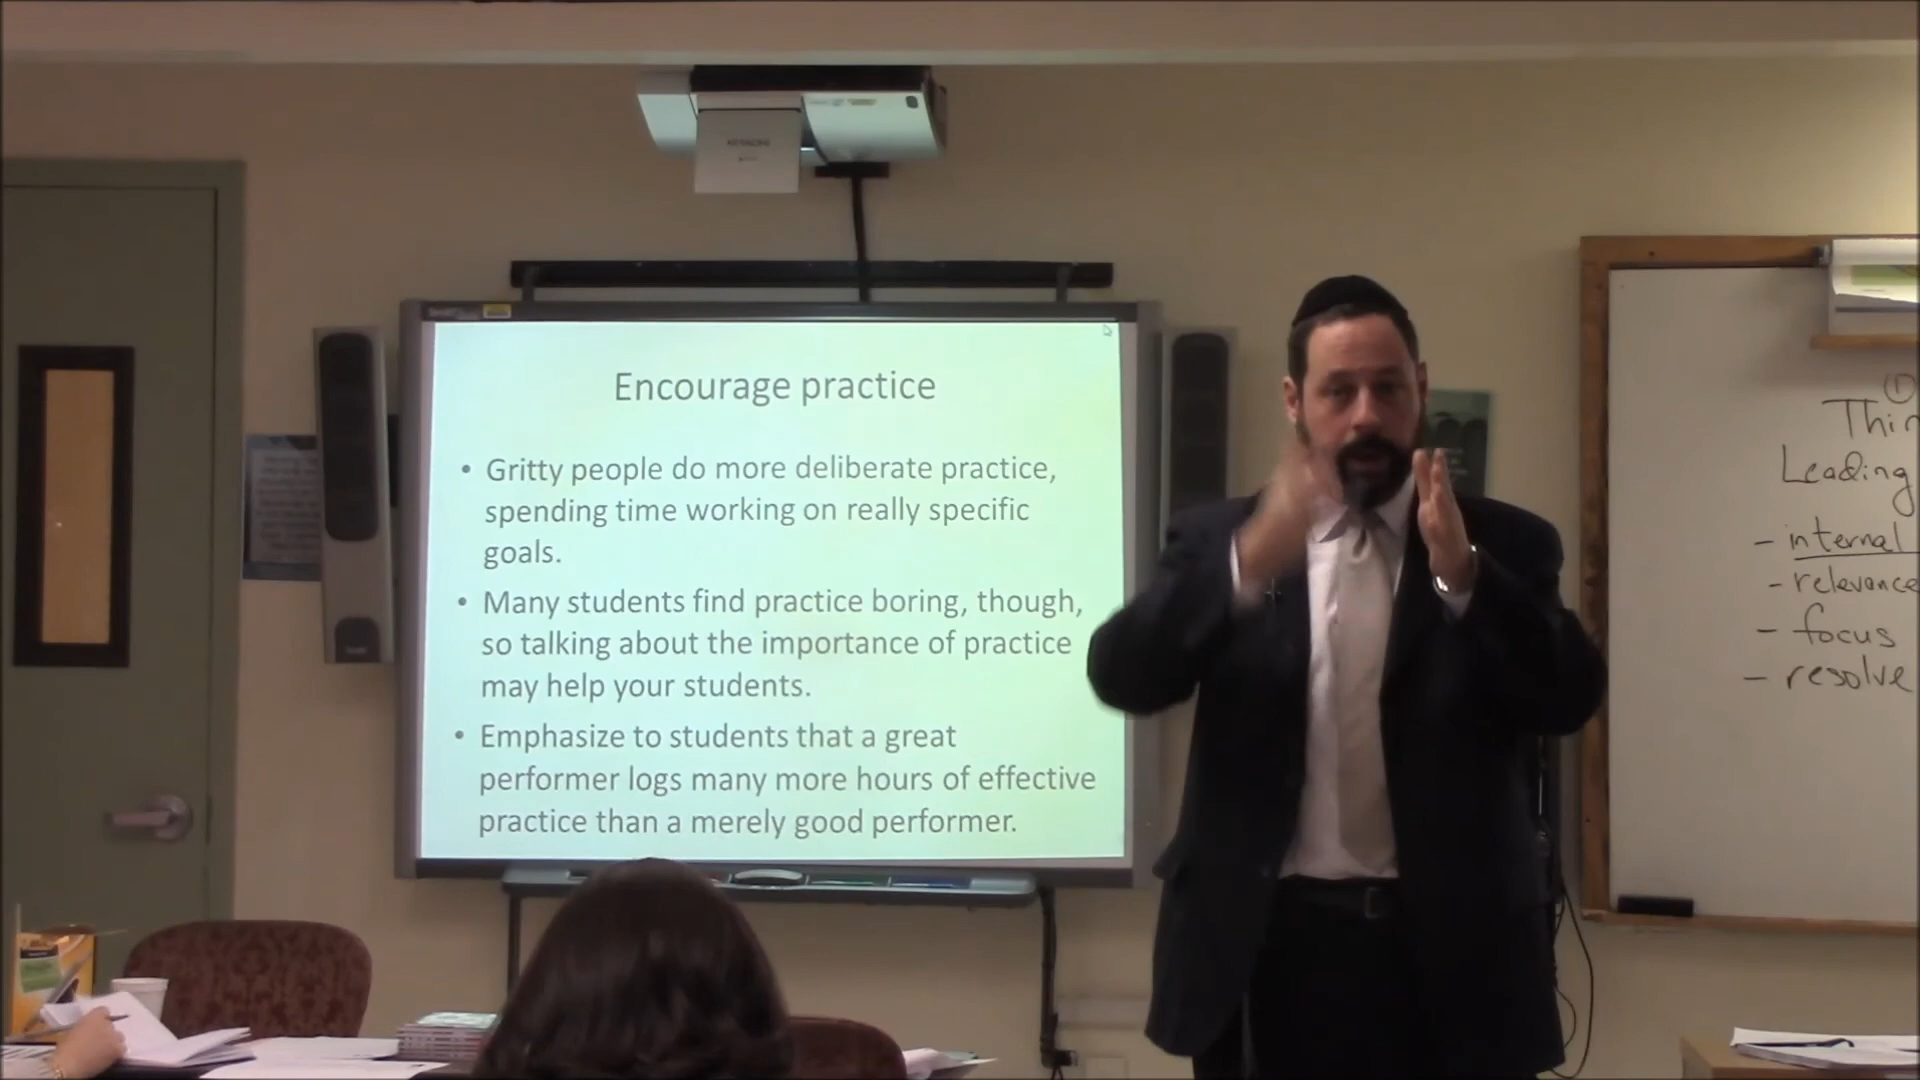 HITACHI
Encourage practice
• Gritty people do more deliberate practice,
spending time working on really specific
goals.
• Many students find practice boring, though,
so talking about the importance of practice
may help your students.
• Emphasize to students that a great
performer logs many more hours of effective
practice than a merely good performer.
①
Leading
- internal
- relevance
- focus
- resolve